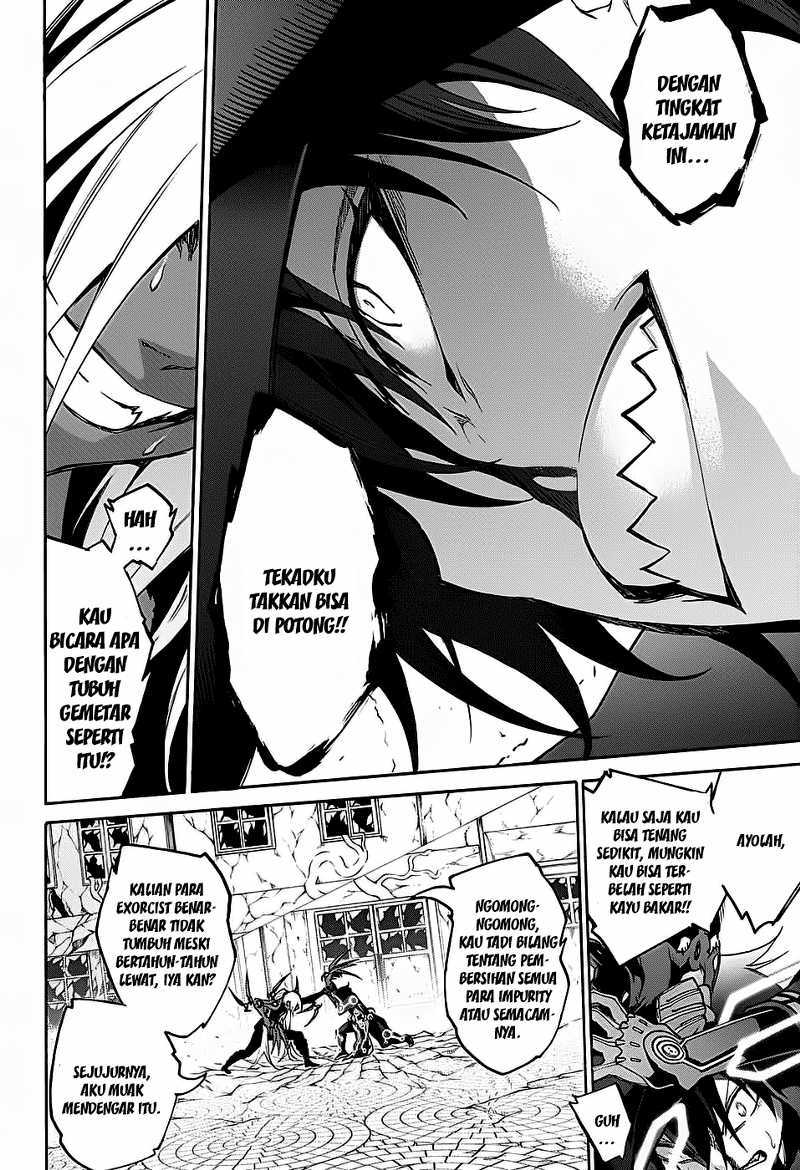 DENGAN
TINGKAT
KETAJAMAN
INI...
TEKADKU
TAKKAN BISA
DI POTONG!!
HAH
...
KAU
BICARA APA
DENGAN
TUBUH
GEMETAR
SEPERTI
ITU!?
AYOLAH,
KALAU SAJA KAU
BISA TENANG
SEDIKIT, MUNGKIN
KAU BISA TER-
BELAH SEPERTI
KAYU BAKAR!!
GUH
...
NGOMONG-
NGOMONG,
KAU TADI BILANG
TENTANG PEM-
BERSIHAN SEMUA
PARA IMPURITY
ATAU SEMACAM-
NYA.
KALIAN PARA
EXORCIST BENAR-
BENAR TIDAK
TUMBUH MESKI
BERTAHUN-TAHUN
LEWAT, IYA KAN?
SEJUJURNYA,
AKU MUAK
MENDENGAR ITU.